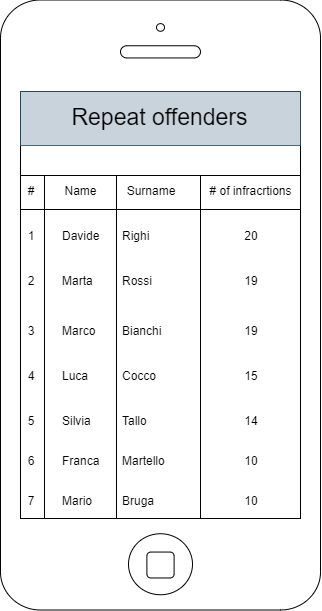 Repeat offenders
# Name Surname # of infracrtions
1 Davide Righi 20
2 Marta Rossi 19
3 Marco Bianchi 19
4 Luca Cocco 15
5 Silvia Tallo 14
6 Franca Martello 10
7 Mario Bruga 10